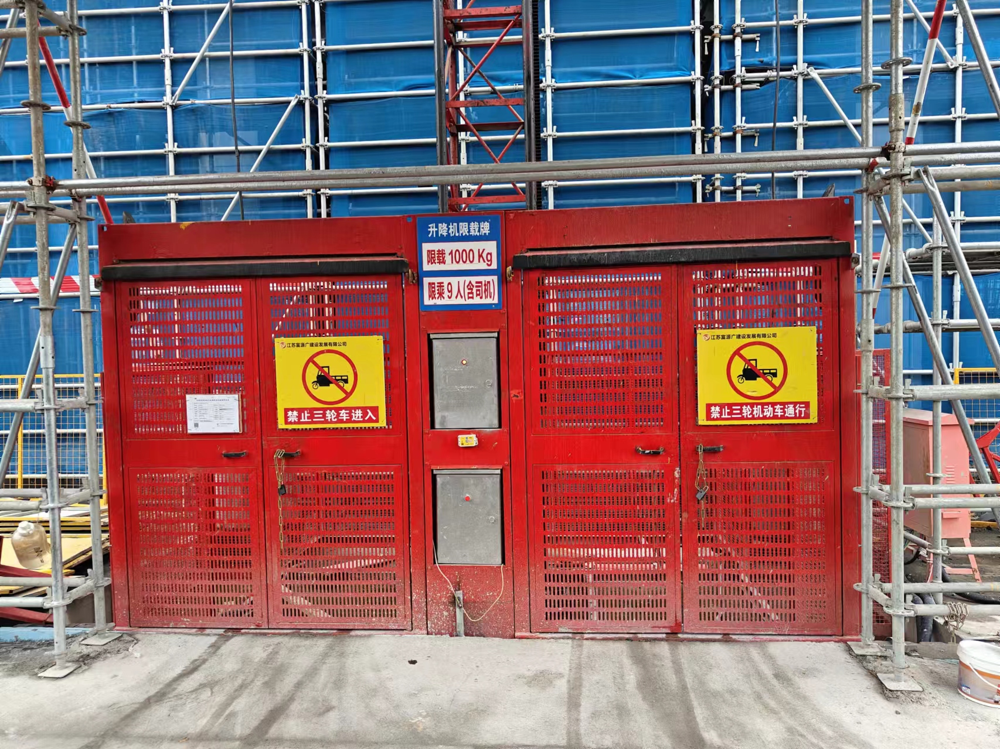 升降机限载牌
限载 1000 Kg
限乘 9 人(含司机)
江苏富源广建设发展有限公司
禁止三轮车进入
江苏富源广建设发展有限公司
禁止三轮机动车通行